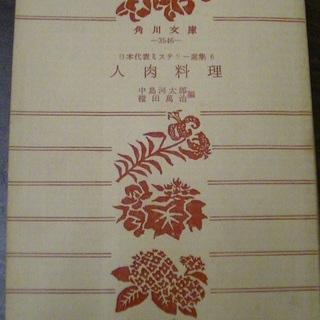 角川文庫
—3546—
日本代表ミステリー選集 6
人肉料理
中島河太郎
権田萬治 編